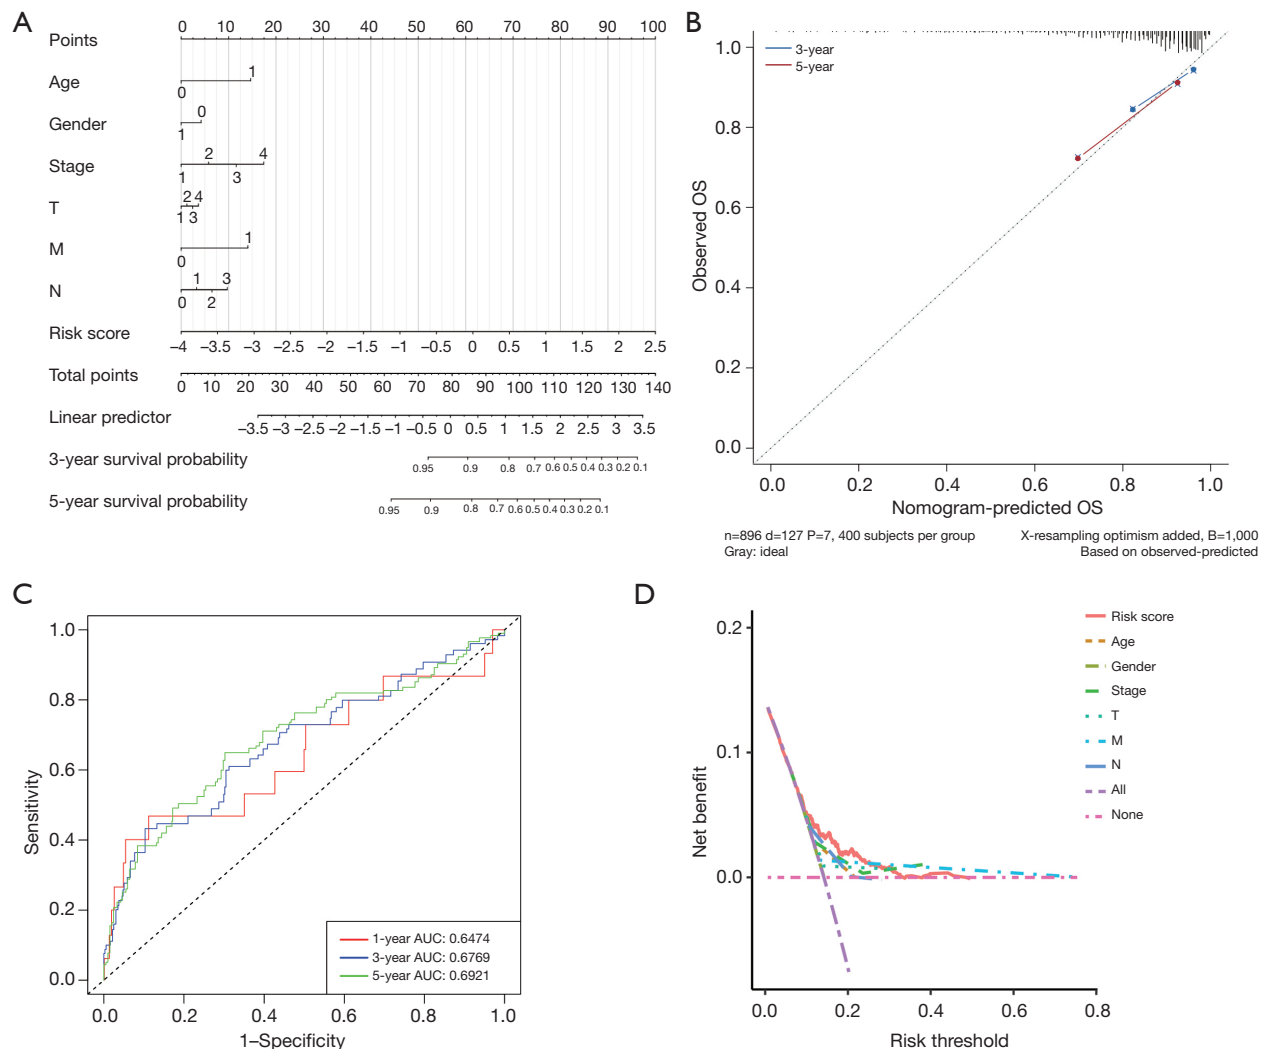 A
Points
0 10 20 30 40 50 60 70 80 90 100
Age
0 1
Gender
1 0
Stage
1 2 3 4
T
1 2 3 4
M
0 1
N
0 1 2 3
Risk score
−4 −3.5 −3 −2.5 −2 −1.5 −1 −0.5 0 0.5 1 1.5 2 2.5
Total points
0 10 20 30 40 50 60 70 80 90 100 110 120 130 140
Linear predictor
−3.5 −3 −2.5 −2 −1.5 −1 −0.5 0 0.5 1 1.5 2 2.5 3 3.5
3-year survival probability
0.95 0.9 0.8 0.7 0.6 0.5 0.4 0.3 0.2 0.1
5-year survival probability
0.95 0.9 0.8 0.7 0.6 0.5 0.4 0.3 0.2 0.1
B
3-year
5-year
Observed OS
1.0
0.8
0.6
0.4
0.2
0.0
0.0 0.2 0.4 0.6 0.8 1.0
Nomogram-predicted OS
n=896 d=127 P=7, 400 subjects per group
Gray: ideal
X-resampling optimism added, B=1,000
Based on observed-predicted
C
Sensitivity
1.0
0.8
0.6
0.4
0.2
0.0
1-year AUC: 0.6474
3-year AUC: 0.6769
5-year AUC: 0.6921
0.0 0.2 0.4 0.6 0.8 1.0
1–Specificity
D
Net benefit
0.2
0.1
0.0
Risk score
Age
Gender
Stage
T
M
N
All
None
0.0 0.2 0.4 0.6 0.8
Risk threshold